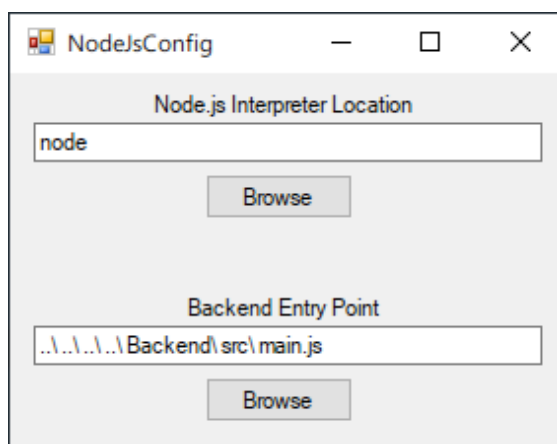 NodeJsConfig
Node.js Interpreter Location
node
Browse
Backend Entry Point
..\..\..\..\Backend\src\main.js
Browse